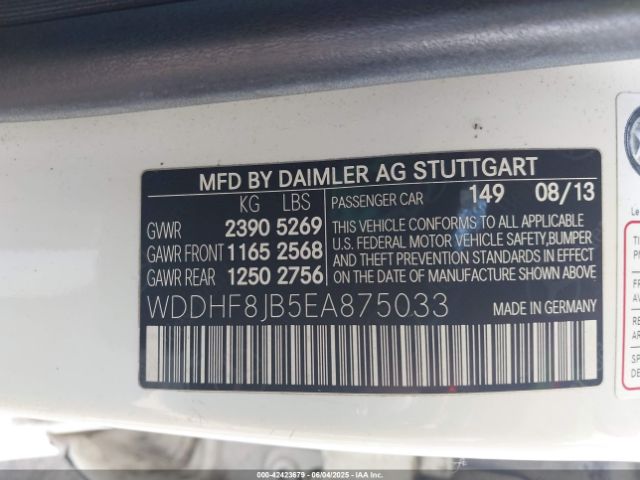 MFD BY DAIMLER AG STUTTGART
KG LBS PASSENGER CAR 149 08/13
GVWR 2390 5269
GAWR FRONT 1165 2568
GAWR REAR 1250 2756
THIS VEHICLE CONFORMS TO ALL APPLICABLE
U.S. FEDERAL MOTOR VEHICLE SAFETY,BUMPER
AND THEFT PREVENTION STANDARDS IN EFFECT
ON THE DATE OF MANUFACTURE SHOWN ABOVE
WDDHF8JB5EA875033 MADE IN GERMANY
000-42423679 - 06/04/2025 - IAAI.COM